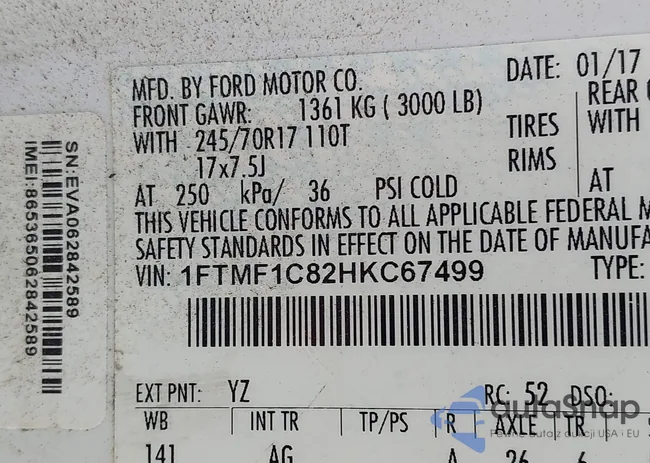 MFD. BY FORD MOTOR CO.
DATE: 01/17
FRONT GAWR: 1361 KG ( 3000 LB)
REAR
WITH 245/70R17 110T
TIRES
WITH
17x7.5J
RIMS
AT 250 kPa/ 36 PSI COLD
AT
THIS VEHICLE CONFORMS TO ALL APPLICABLE FEDERAL M
SAFETY STANDARDS IN EFFECT ON THE DATE OF MANUFA
VIN: 1FTMF1C82HKC67499
TYPE:
EXT PNT: YZ
RC: 52 DSO:
WB INT TR TP/PS R AXLE TR S
141 AG A 26 6
SN:EVA062842589
IMEI:865365062842589
autaSnap